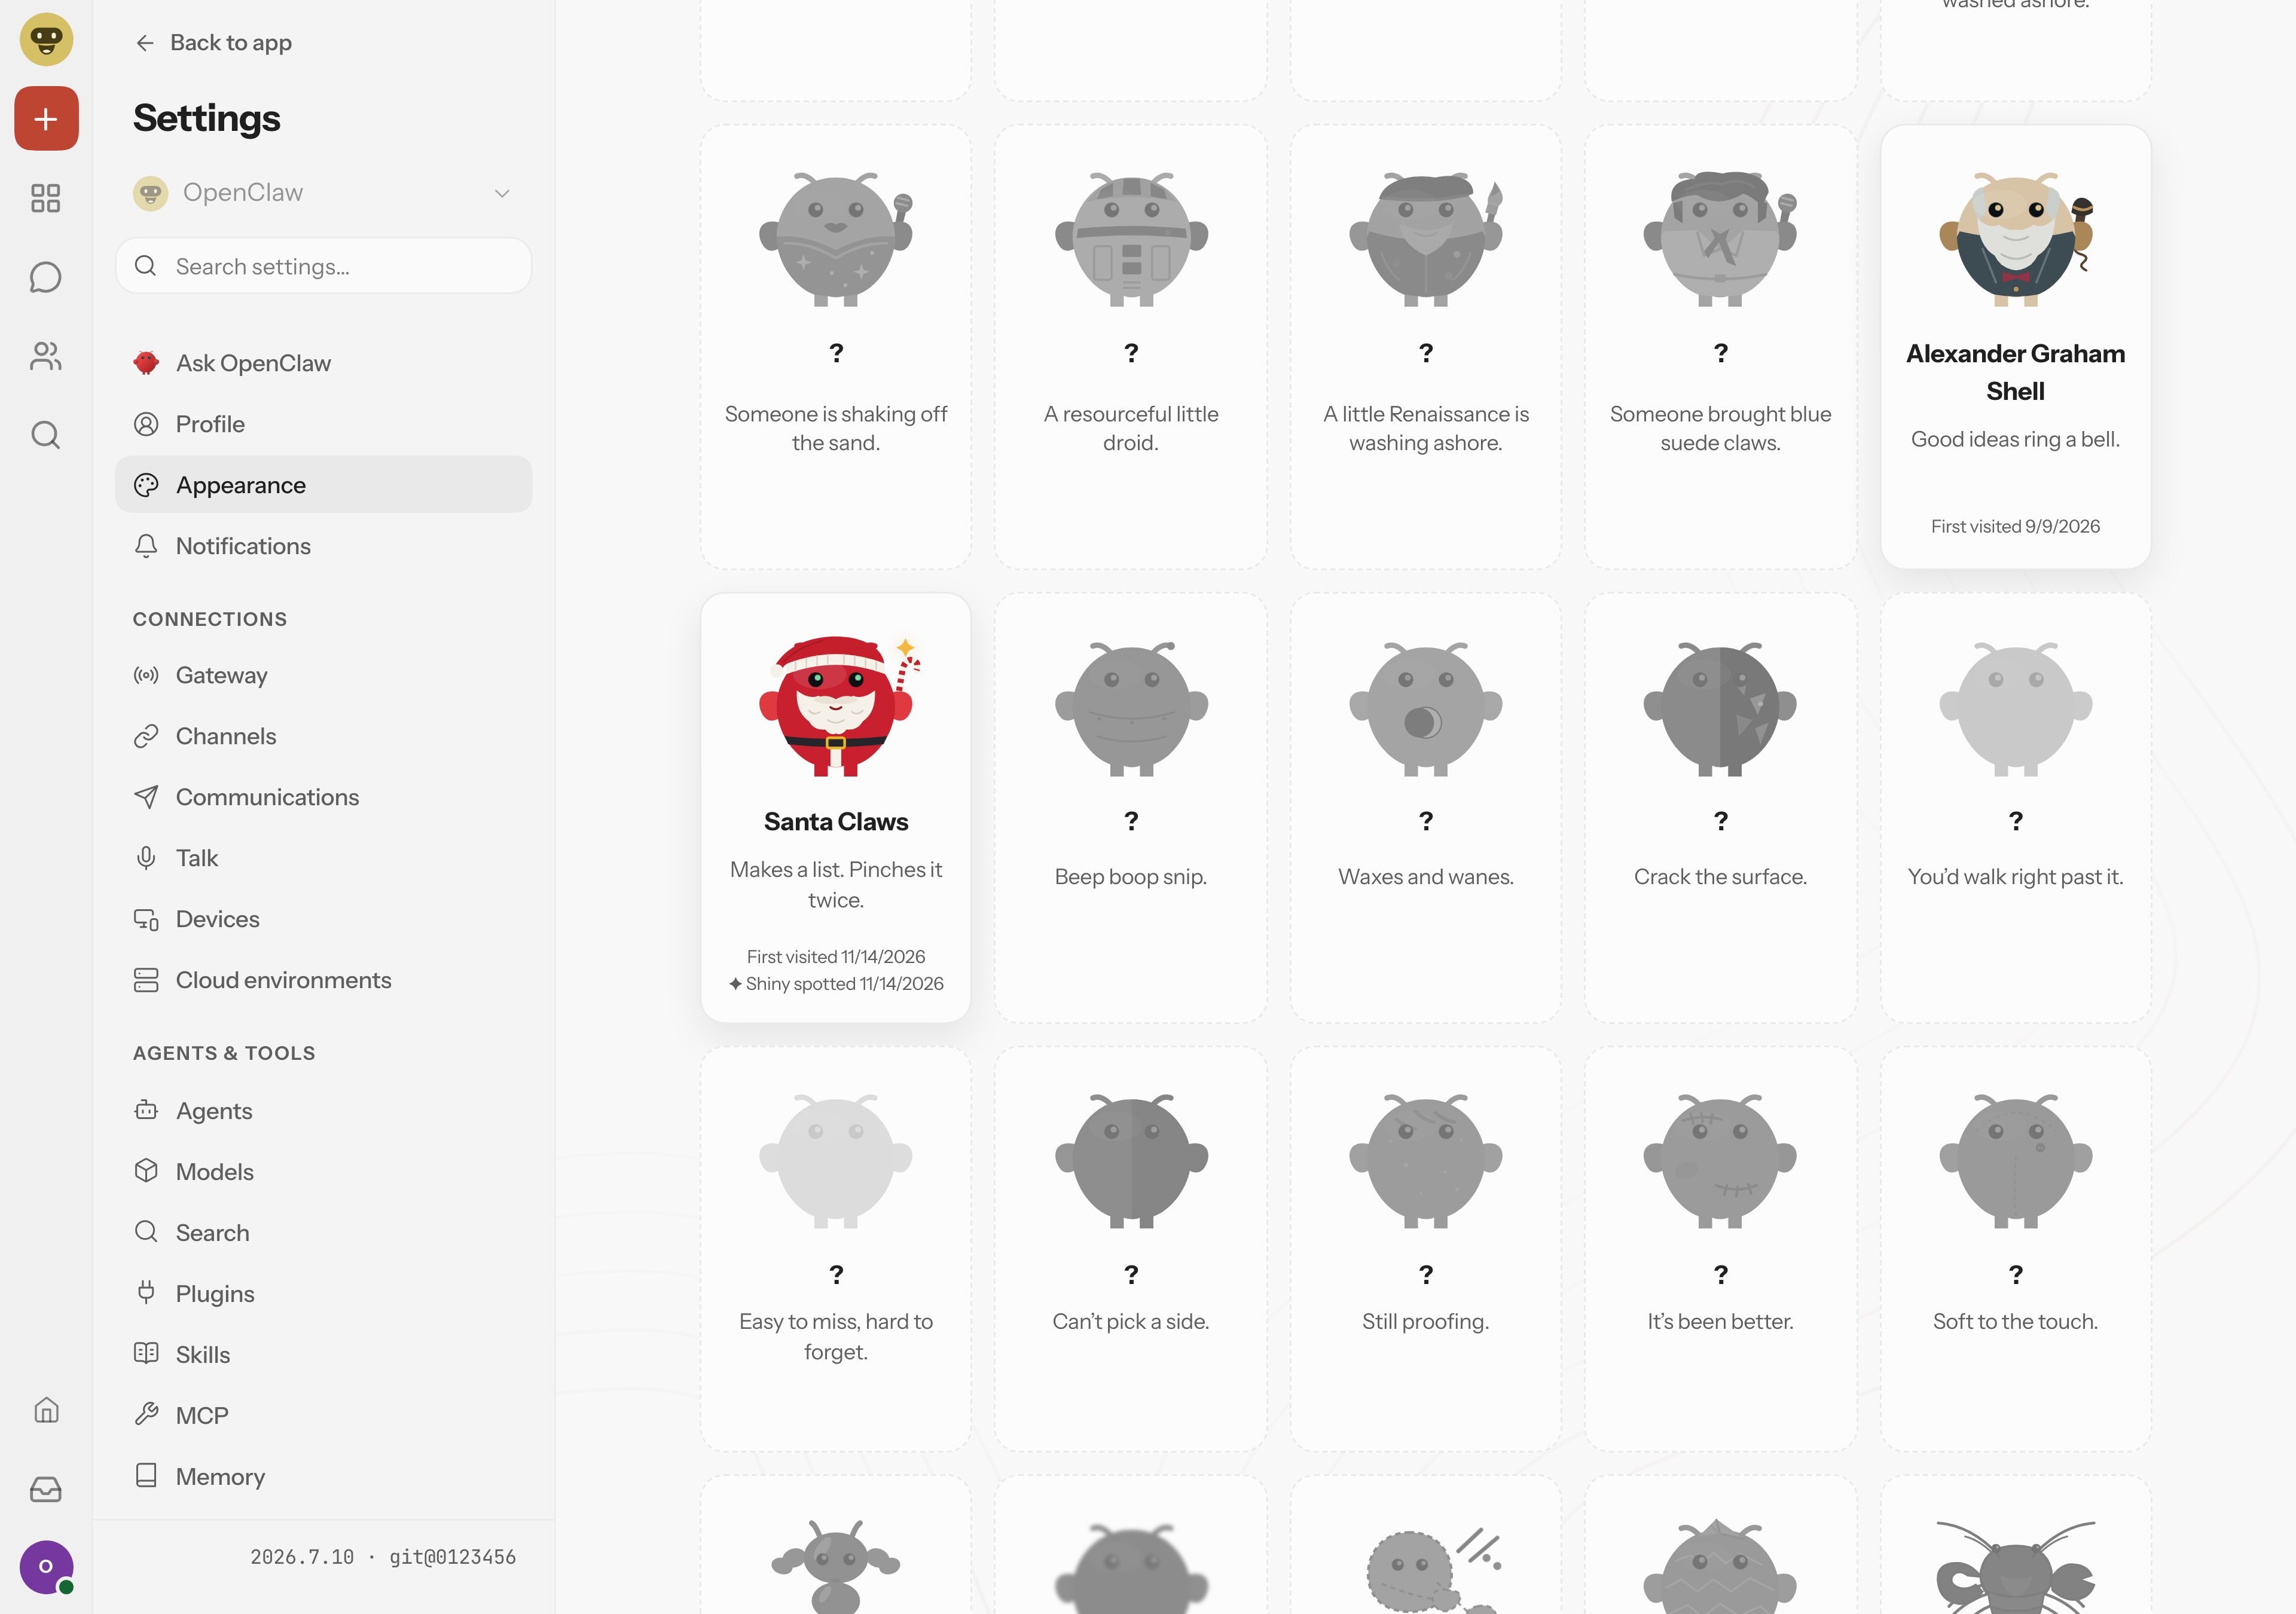 Back to app
Settings
OpenClaw
Search settings...
Ask OpenClaw
Profile
Appearance
Notifications
CONNECTIONS
Gateway
Channels
Communications
Talk
Devices
Cloud environments
AGENTS & TOOLS
Agents
Models
Search
Plugins
Skills
MCP
Memory
2026.7.10 · git@0123456
O
washed ashore.
?
Someone is shaking off
the sand.
?
A resourceful little
droid.
?
A little Renaissance is
washing ashore.
?
Someone brought blue
suede claws.
Alexander Graham
Shell
Good ideas ring a bell.
First visited 9/9/2026
Santa Claws
Makes a list. Pinches it
twice.
First visited 11/14/2026
✦ Shiny spotted 11/14/2026
?
Beep boop snip.
?
Waxes and wanes.
?
Crack the surface.
?
You’d walk right past it.
?
Easy to miss, hard to
forget.
?
Can’t pick a side.
?
Still proofing.
?
It’s been better.
?
Soft to the touch.